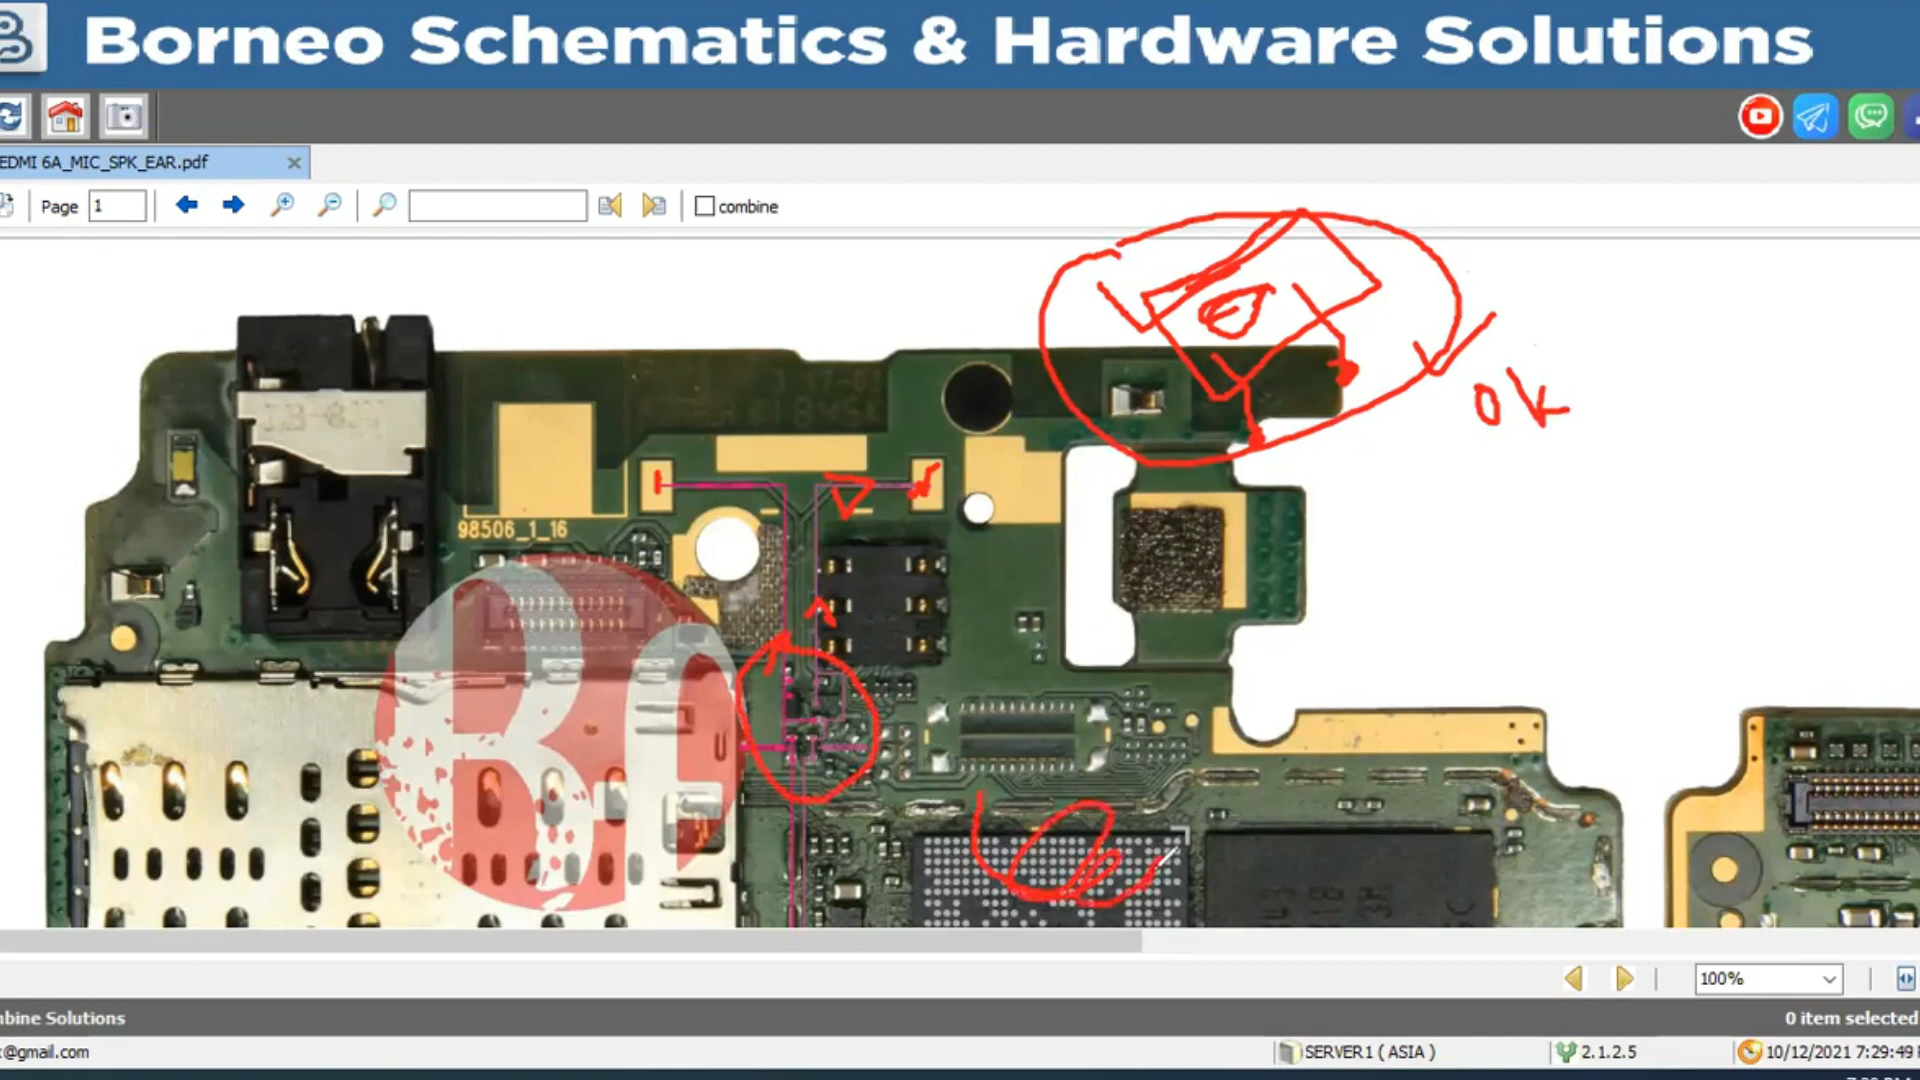 Borneo Schematics & Hardware Solutions
EDMI 6A_MIC_SPK_EAR.pdf
Page 1
combine
ok
98506_1_16
100%
bine Solutions
0 item selected
@gmail.com
SERVER1 ( ASIA )
2.1.2.5
10/12/2021 7:29:49